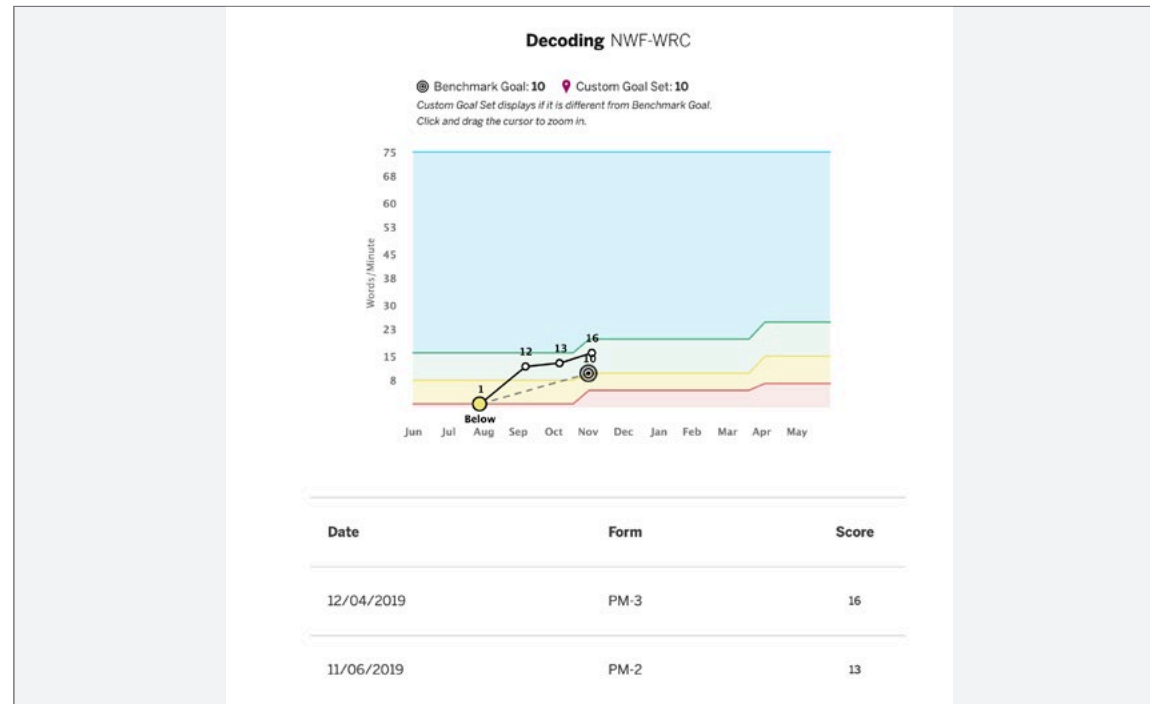 Decoding NWF-WRC
Benchmark Goal: 10 Custom Goal Set: 10
Custom Goal Set displays if it is different from Benchmark Goal.
Click and drag the cursor to zoom in.
75
68
60
53
45
38
30
23
15
8
Words/Minute
1
12
13
16
10
Below
Jun Jul Aug Sep Oct Nov Dec Jan Feb Mar Apr May
Date Form Score
12/04/2019 PM-3 16
11/06/2019 PM-2 13